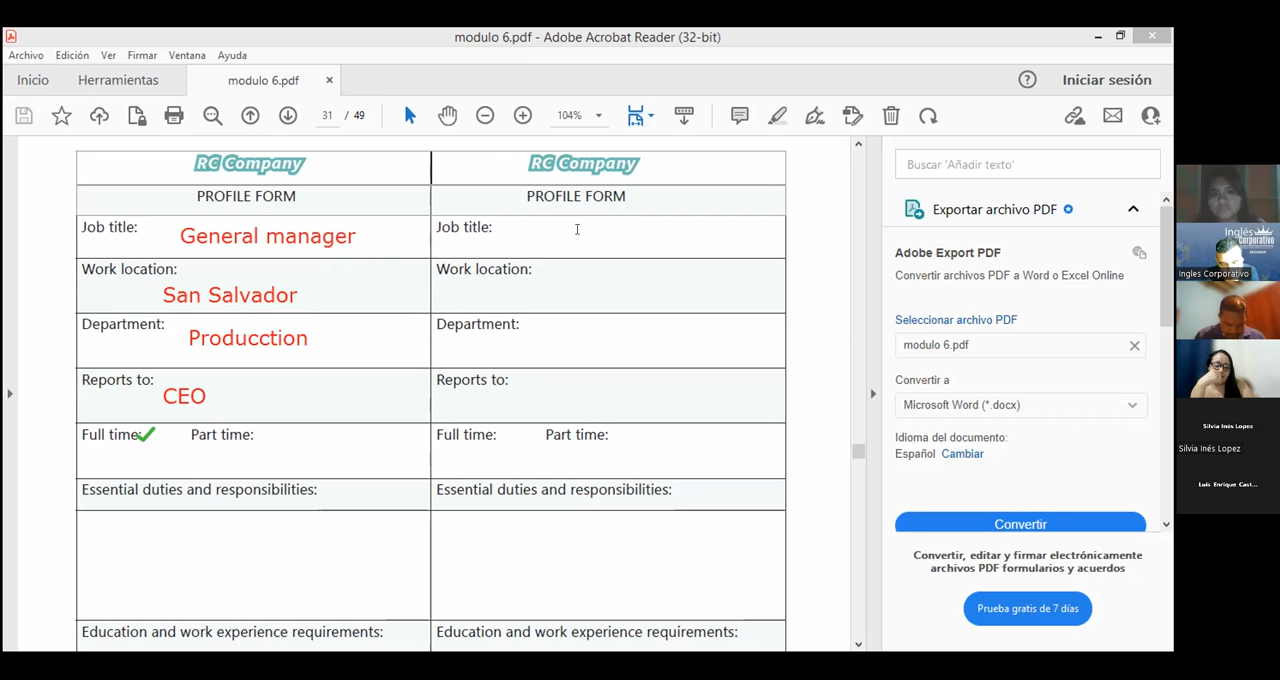 modulo 6.pdf - Adobe Acrobat Reader (32-bit)
Archivo Edición Ver Firmar Ventana Ayuda
Inicio Herramientas modulo 6.pdf × Iniciar sesión
31 / 49 104%
RC Company RC Company
PROFILE FORM PROFILE FORM
Job title: General manager Job title:
Work location: San Salvador Work location:
Department: Producction Department:
Reports to: CEO Reports to:
Full time: Part time: Full time: Part time:
Essential duties and responsibilities: Essential duties and responsibilities:
Education and work experience requirements: Education and work experience requirements:
Buscar 'Añadir texto'
Exportar archivo PDF
Adobe Export PDF
Convertir archivos PDF a Word o Excel Online
Seleccionar archivo PDF
modulo 6.pdf
Convertir a
Microsoft Word (*.docx)
Idioma del documento:
Español Cambiar
Convertir
Convertir, editar y firmar electrónicamente
archivos PDF formularios y acuerdos
Prueba gratis de 7 días
Inglés
Corporativo
Ingles Corporativo
Silvia Inés Lopez
Silvia Inés Lopez
Luis Enrique Cast...